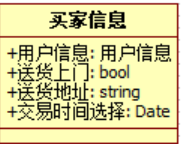 买家信息
+用户信息: 用户信息
+送货上门: bool
+送货地址: string
+交易时间选择: Date